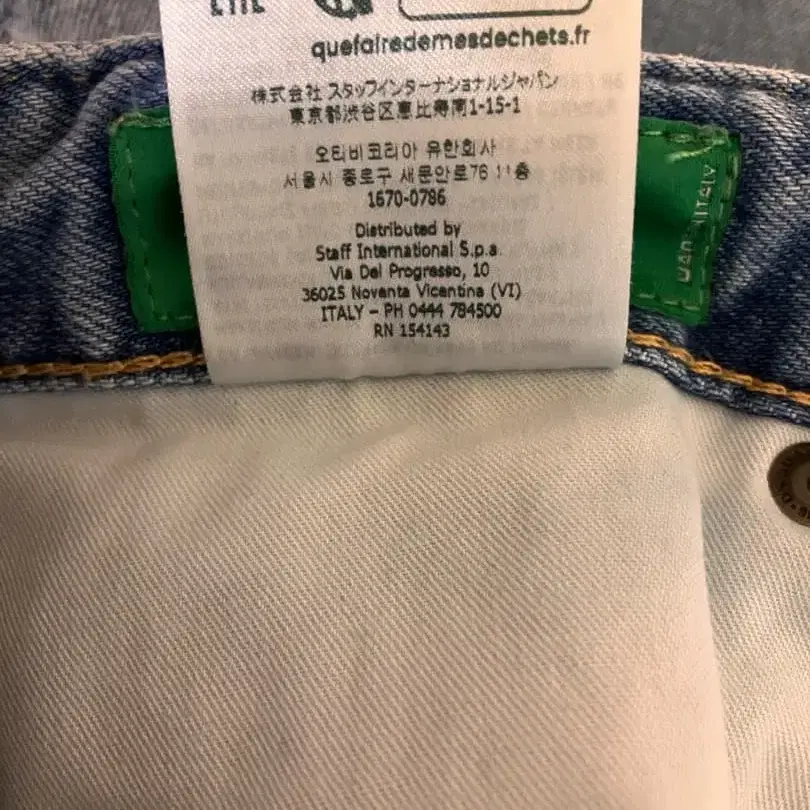 EAC
quefairedemesdechets.fr
株式会社 スタッフインターナショナルジャパン
東京都渋谷区恵比寿南1-15-1
오티비코리아 유한회사
서울시 종로구 새문안로76 11층
1670-0786
Distributed by
Staff International S.p.a.
Via Del Progresso, 10
36025 Noventa Vicentina (VI)
ITALY - PH 0444 784500
RN 154143
ITALY